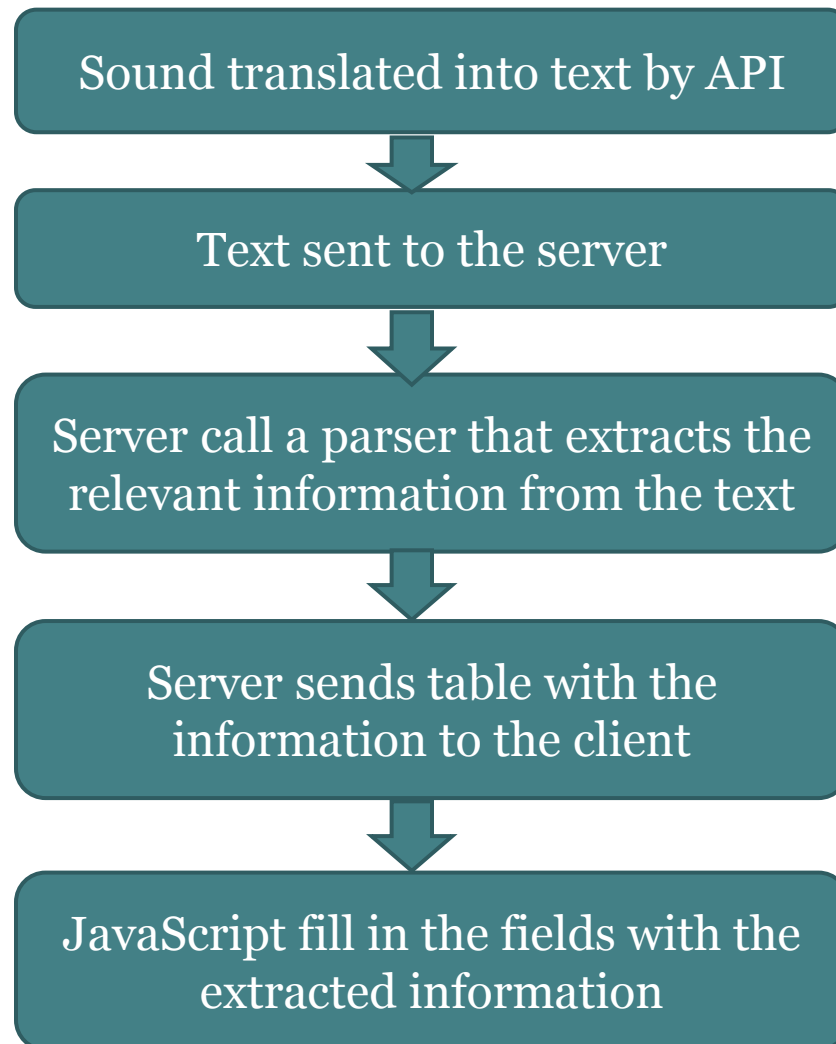 Sound translated into text by API
Text sent to the server
Server call a parser that extracts the
relevant information from the text
Server sends table with the
information to the client
JavaScript fill in the fields with the
extracted information